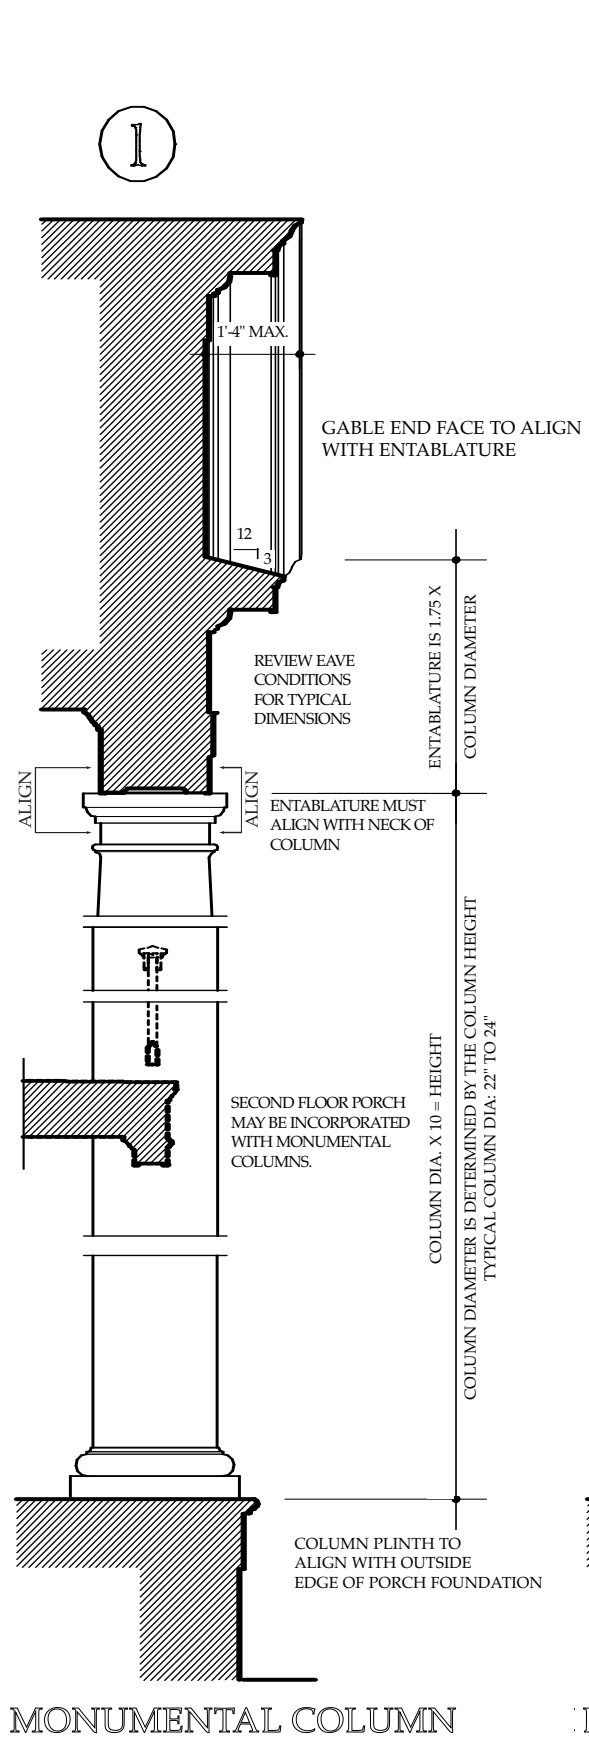 1
1'-4" MAX.
GABLE END FACE TO ALIGN
WITH ENTABLATURE
12
3
ENTABLATURE IS 1.75 X
COLUMN DIAMETER
REVIEW EAVE
CONDITIONS
FOR TYPICAL
DIMENSIONS
ALIGN
ALIGN
ENTABLATURE MUST
ALIGN WITH NECK OF
COLUMN
COLUMN DIA. X 10 = HEIGHT
COLUMN DIAMETER IS DETERMINED BY THE COLUMN HEIGHT
TYPICAL COLUMN DIA: 22" TO 24"
SECOND FLOOR PORCH
MAY BE INCORPORATED
WITH MONUMENTAL
COLUMNS.
COLUMN PLINTH TO
ALIGN WITH OUTSIDE
EDGE OF PORCH FOUNDATION
MONUMENTAL COLUMN